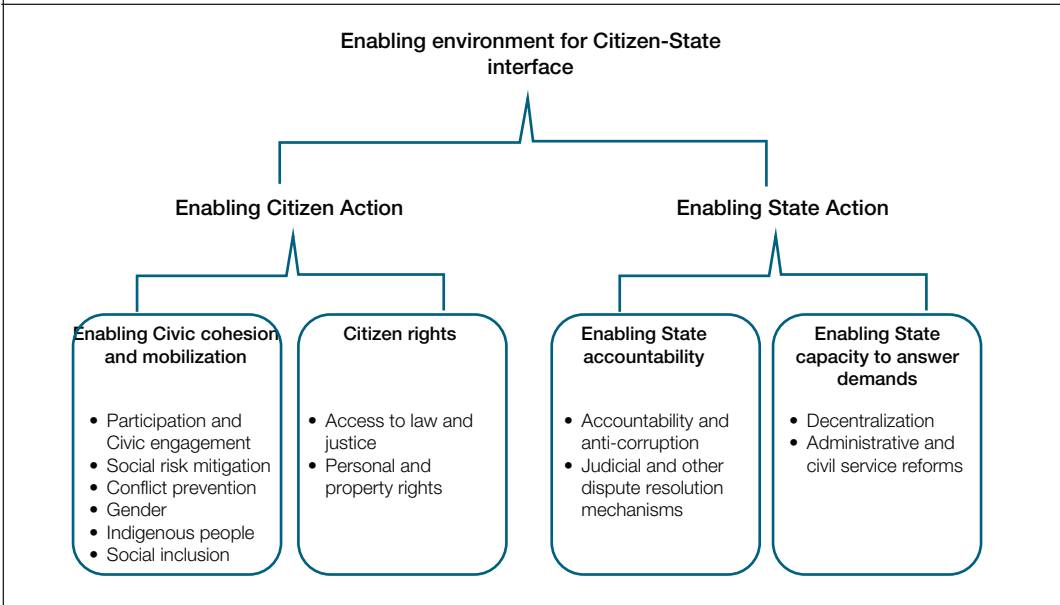 Enabling environment for Citizen-State
interface
Enabling Citizen Action
Enabling State Action
Enabling Civic cohesion
and mobilization
• Participation and
Civic engagement
• Social risk mitigation
• Conflict prevention
• Gender
• Indigenous people
• Social inclusion
Citizen rights
• Access to law and
justice
• Personal and
property rights
Enabling State
accountability
• Accountability and
anti-corruption
• Judicial and other
dispute resolution
mechanisms
Enabling State
capacity to answer
demands
• Decentralization
• Administrative and
civil service reforms